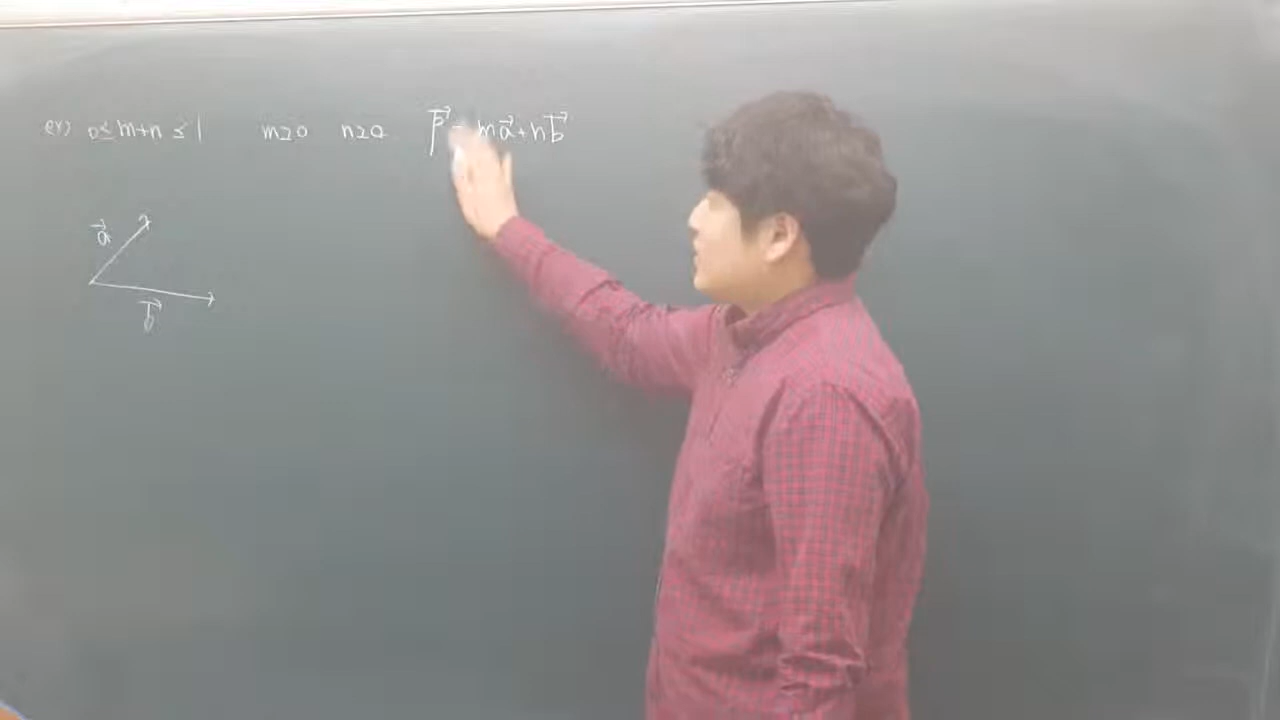 ex) 0≤ m+n ≤ 1 m≥0 n≥0 p⃗ = ma⃗+nb⃗
a⃗
b⃗